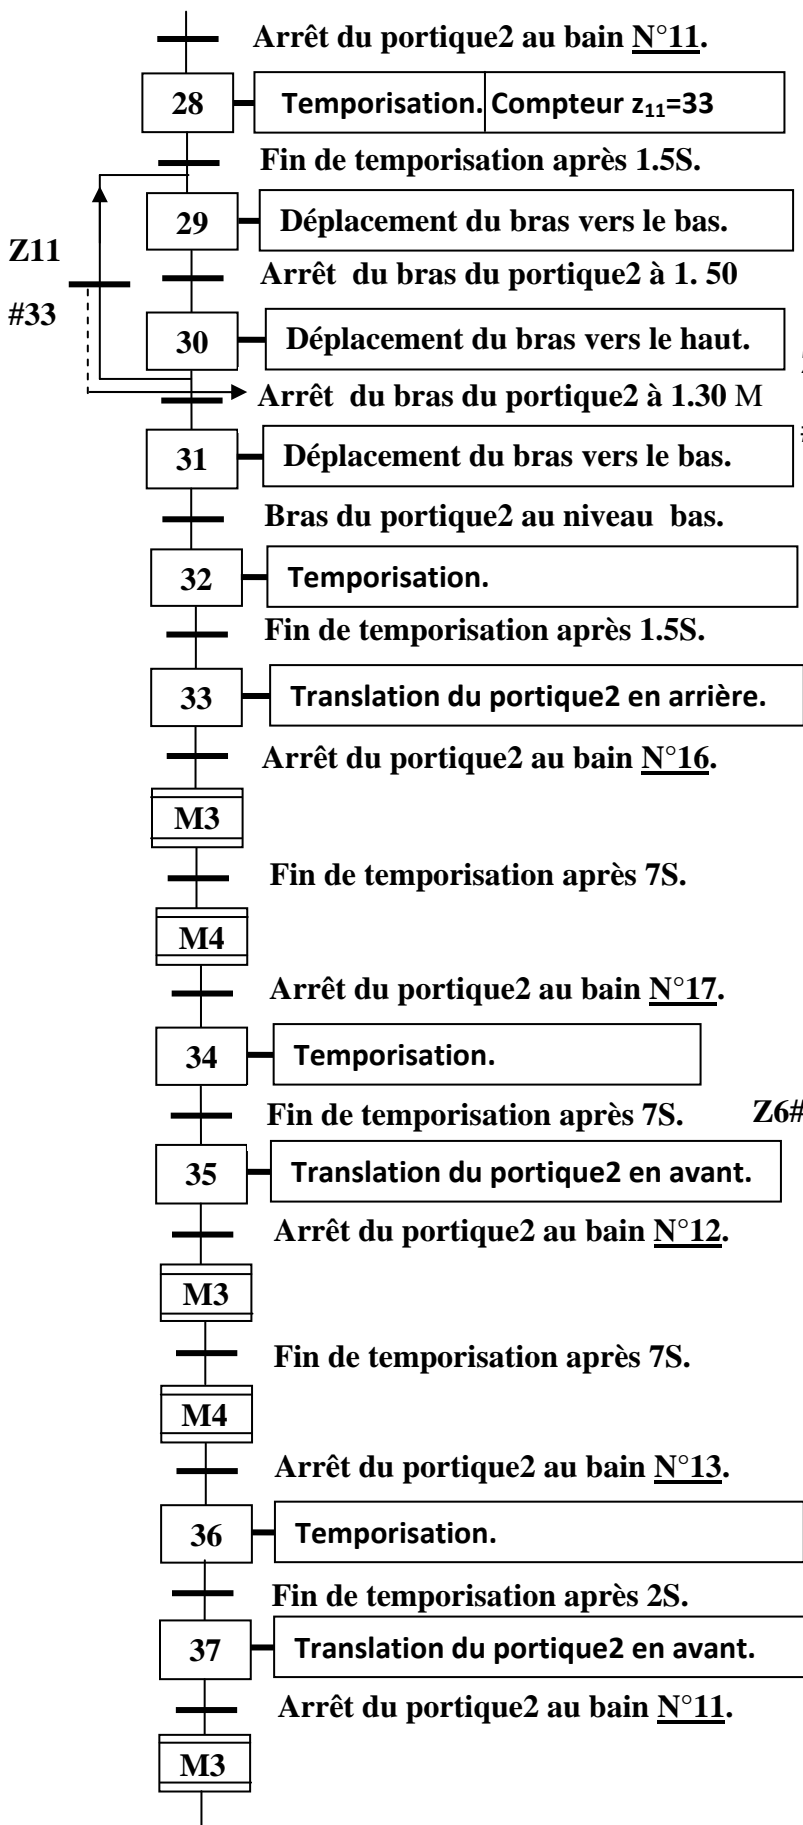 Arrêt du portique2 au bain N°11.
28 Temporisation. Compteur z₁₁=33
Fin de temporisation après 1.5S.
29 Déplacement du bras vers le bas.
Z11
#33
Arrêt du bras du portique2 à 1. 50
30 Déplacement du bras vers le haut.
Arrêt du bras du portique2 à 1.30 M
31 Déplacement du bras vers le bas.
Bras du portique2 au niveau bas.
32 Temporisation.
Fin de temporisation après 1.5S.
33 Translation du portique2 en arrière.
Arrêt du portique2 au bain N°16.
M3
Fin de temporisation après 7S.
M4
Arrêt du portique2 au bain N°17.
34 Temporisation.
Fin de temporisation après 7S. Z6#
35 Translation du portique2 en avant.
Arrêt du portique2 au bain N°12.
M3
Fin de temporisation après 7S.
M4
Arrêt du portique2 au bain N°13.
36 Temporisation.
Fin de temporisation après 2S.
37 Translation du portique2 en avant.
Arrêt du portique2 au bain N°11.
M3